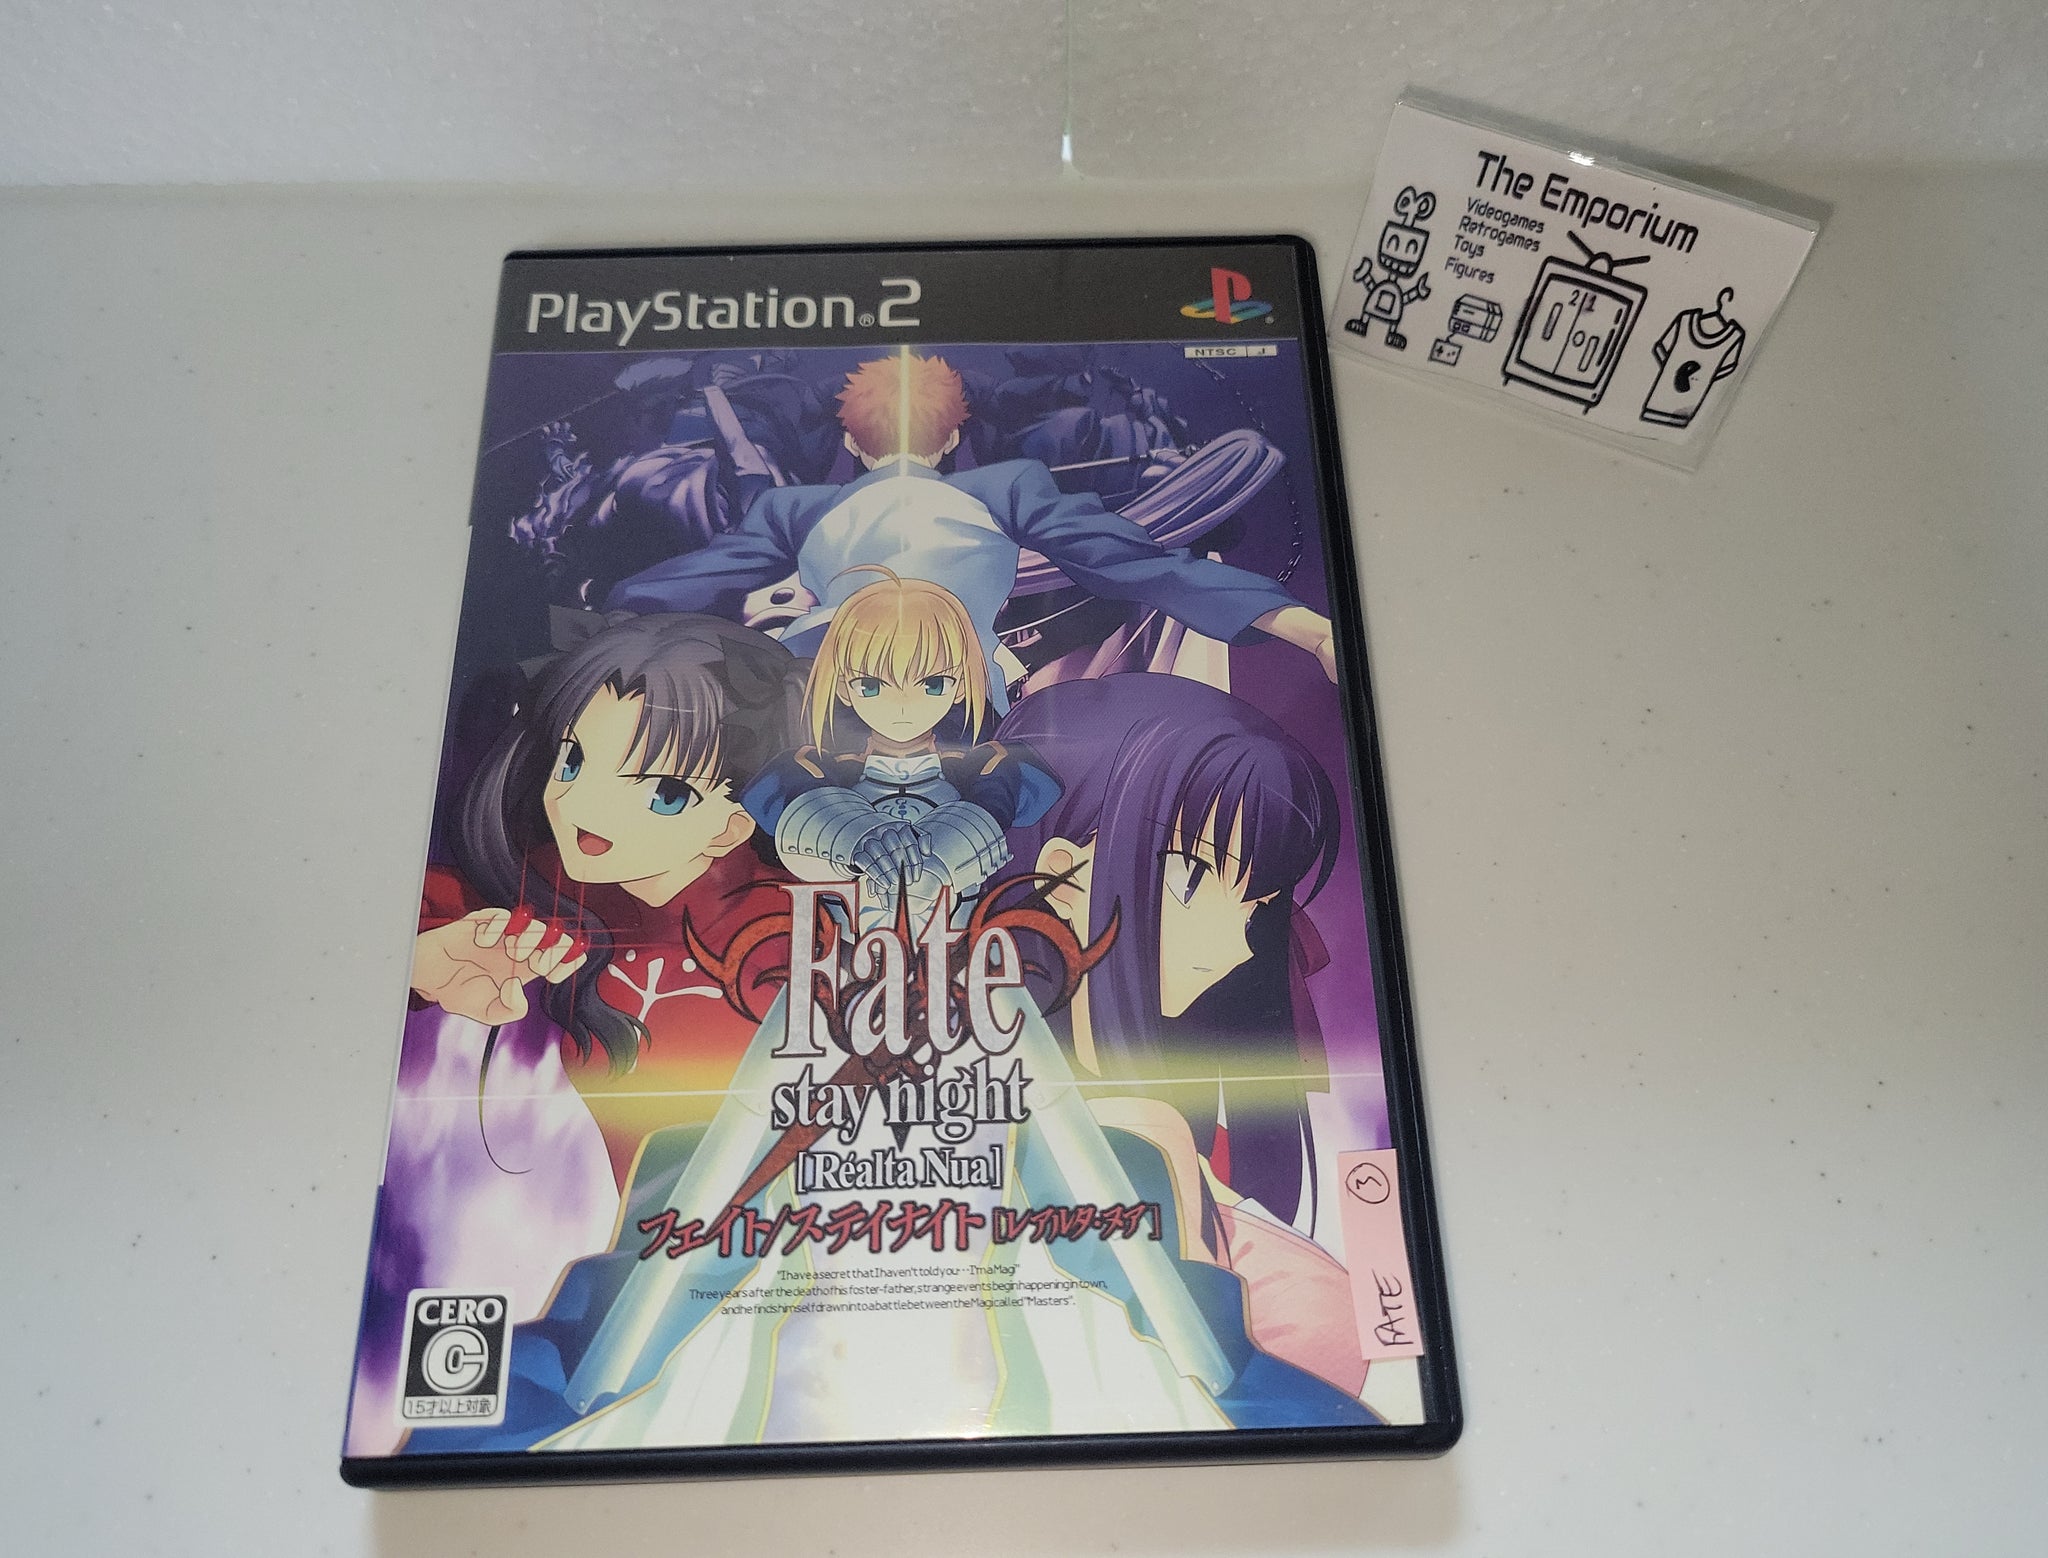 PlayStation®2
NTSC J
Fate
stay night
[Réalta Nua]
フェイト/ステイナイト[レアルタ・ヌア]
"I have a secret that I haven't told you…I'm a Magi"
Three years after the death of his foster-father, strange events begin happening in town,
and he finds himself drawn into a battle between the Magi called "Masters".
CERO
C
15才以上対象
3
FATE
The Emporium
Videogames
Retrogames
Toys
Figures
2 1